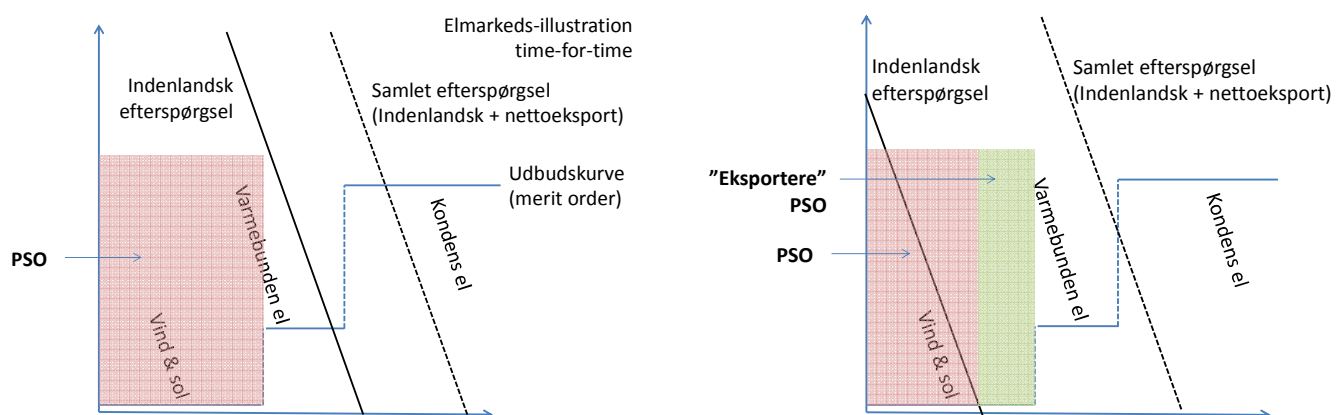 Elmarkeds-illustration
time-for-time
Indenlandsk
efterspørgsel
Samlet efterspørgsel
(Indenlandsk + nettoeksport)
Udbudskurve
(merit order)
PSO
Vind & sol
Varmebunden el
Kondens el
Indenlandsk
efterspørgsel
Samlet efterspørgsel
(Indenlandsk + nettoeksport)
”Eksportere”
PSO
PSO
Vind & sol
Varmebunden el
Kondens el